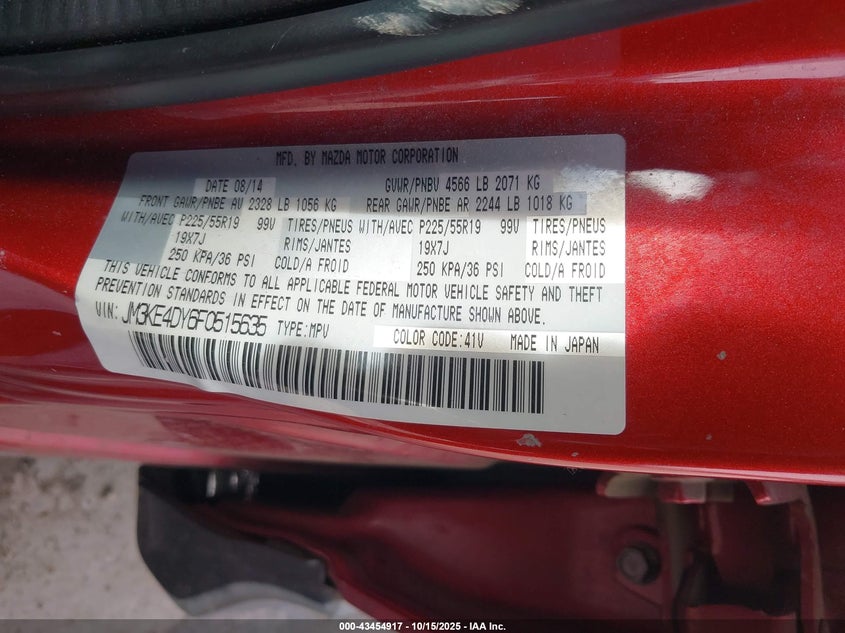 MFD. BY MAZDA MOTOR CORPORATION
DATE 08/14 GVWR/PNBV 4566 LB 2071 KG
FRONT GAWR/PNBE AV 2328 LB 1056 KG REAR GAWR/PNBE AR 2244 LB 1018 KG
WITH/AVEC P225/55R19 99V TIRES/PNEUS WITH/AVEC P225/55R19 99V TIRES/PNEUS
19X7J RIMS/JANTES 19X7J RIMS/JANTES
250 KPA/36 PSI COLD/A FROID 250 KPA/36 PSI COLD/A FROID
THIS VEHICLE CONFORMS TO ALL APPLICABLE FEDERAL MOTOR VEHICLE SAFETY AND THEFT
PREVENTION STANDARDS IN EFFECT ON THE DATE OF MANUFACTURE SHOWN ABOVE.
VIN: JM3KE4DY6F0515635 TYPE:MPV COLOR CODE:41V MADE IN JAPAN
000-43454917 - 10/15/2025 - IAA Inc.